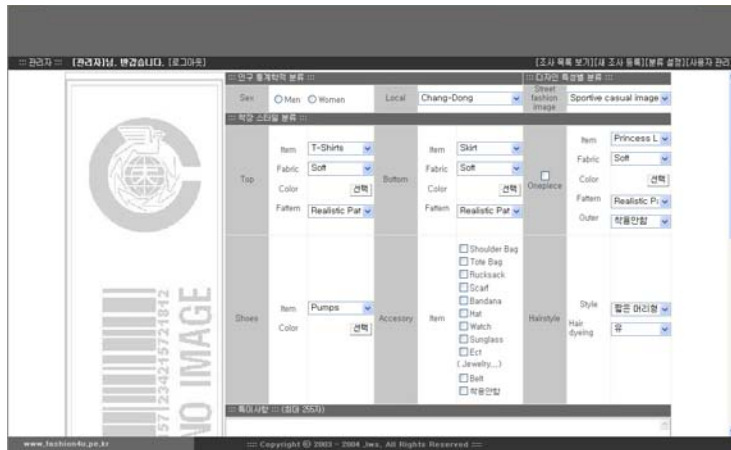 ::: 관리자 ::: [관리자]님, 반갑습니다. [로그아웃]
[조사 목록 보기][새 조사 등록][분류 설정][사용자 관리
::: 인구 통계학적 분류 :::
::: 디자인 특성별 분류 :::
Sex Men Women Local Chang-Dong Street fashion image Sportive casual image
::: 착장 스타일 분류 :::
Top
Item T-Shirts
Fabric Soft
Color 선택
Fattern Realistic Pat
Bottom
Item Skirt
Fabric Soft
Color 선택
Fattern Realistic Pat
Onepiece
Item Princess L
Fabric Soft
Color 선택
Fattern Realistic P
Outer 착용안함
Shoes
Item Pumps
Color 선택
Accesory
Item
Shoulder Bag
Tote Bag
Rucksack
Scarf
Bandana
Hat
Watch
Sunglass
Ect
(Jewelry,,,)
Belt
착용안함
Hairstyle
Style 짧은 머리형
Hair dyeing 유
::: 특이사항 ::: (최대 255자)
157234215721812
NO IMAGE
www.fashion4u.pe.kr
:::: Copyright © 2003 - 2004 Jws, All Rights Reserved ::::